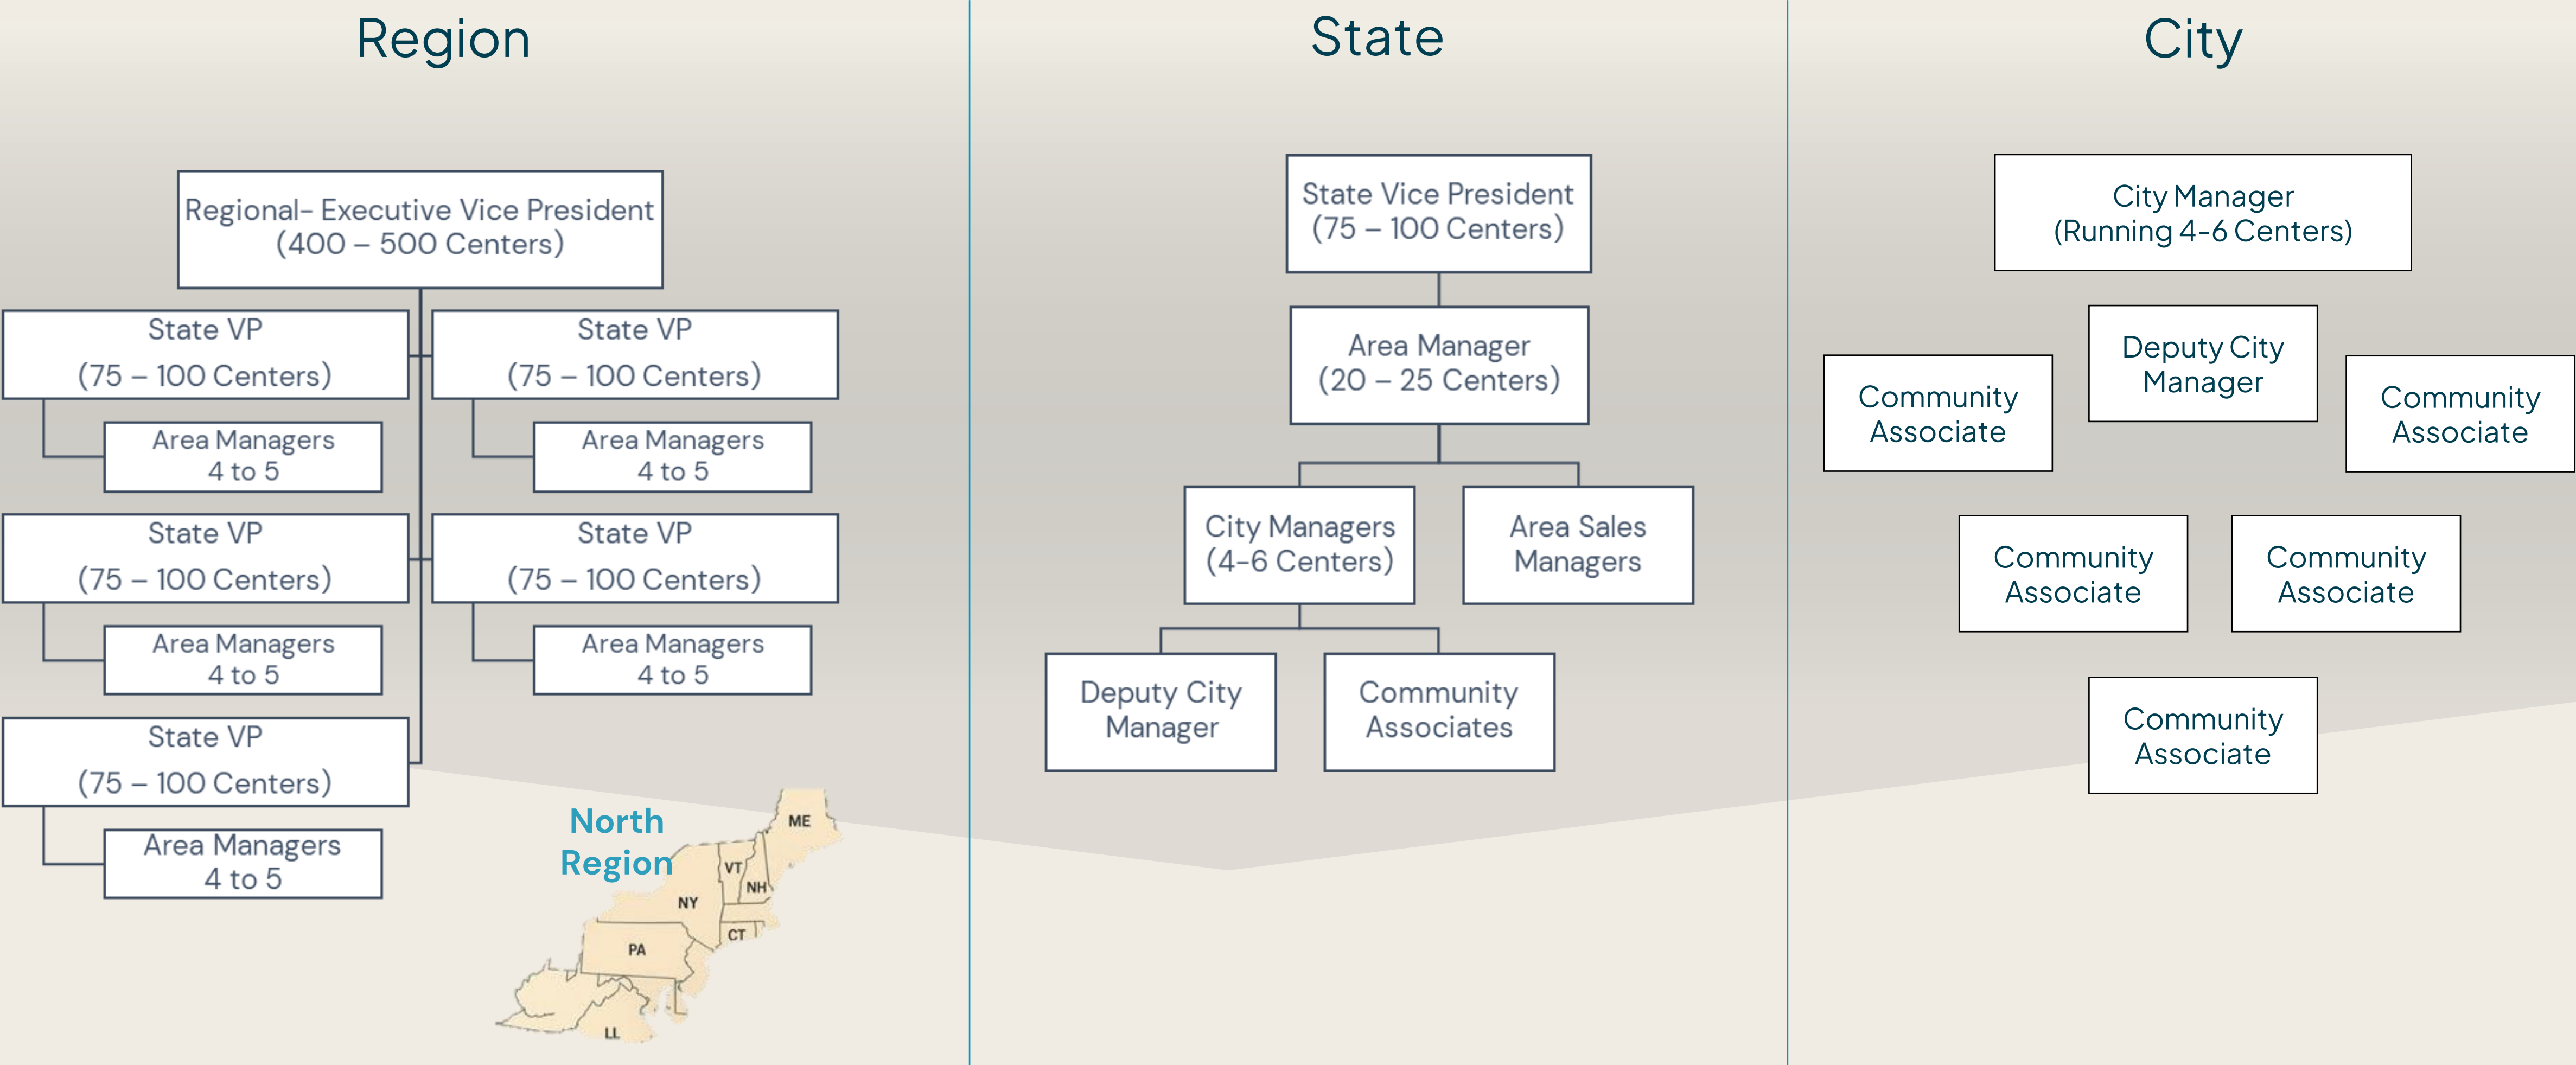 Region
Regional- Executive Vice President
(400 – 500 Centers)
State VP
(75 – 100 Centers)
Area Managers
4 to 5
State VP
(75 – 100 Centers)
Area Managers
4 to 5
State VP
(75 – 100 Centers)
Area Managers
4 to 5
State VP
(75 – 100 Centers)
Area Managers
4 to 5
State VP
(75 – 100 Centers)
Area Managers
4 to 5
North
Region
ME
VT
NH
NY
CT
PA
LL
State
State Vice President
(75 – 100 Centers)
Area Manager
(20 – 25 Centers)
City Managers
(4-6 Centers)
Area Sales
Managers
Deputy City
Manager
Community
Associates
City
City Manager
(Running 4-6 Centers)
Deputy City
Manager
Community
Associate
Community
Associate
Community
Associate
Community
Associate
Community
Associate